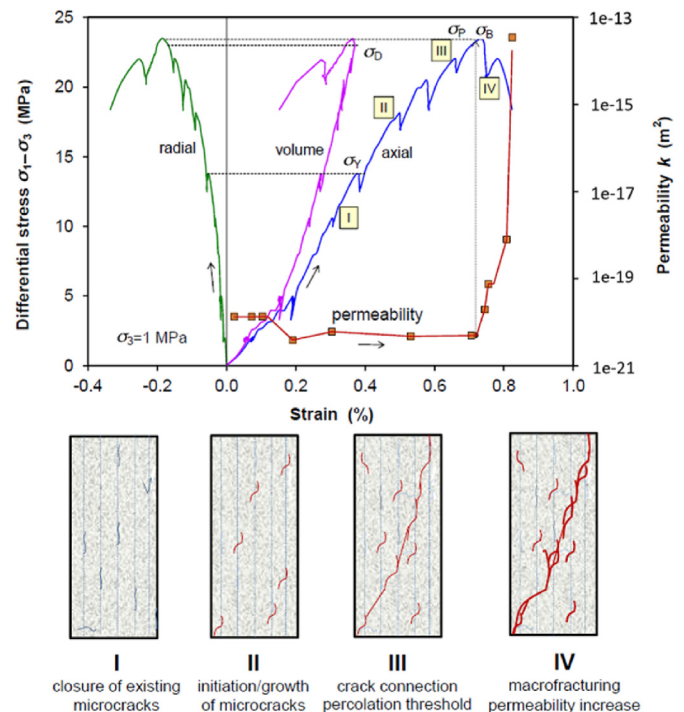 σP σB
25 1e-13
III
σD
20
IV
1e-15
II
15 radial volume axial
σY
1e-17
I
10
1e-19
5
permeability
σ3=1 MPa
0 1e-21
-0.4 -0.2 0.0 0.2 0.4 0.6 0.8 1.0
Strain (%)
Differential stress σ1–σ3 (MPa)
Permeability k (m²)
I II III IV
closure of existing initiation/growth crack connection macrofracturing
microcracks of microcracks percolation threshold permeability increase